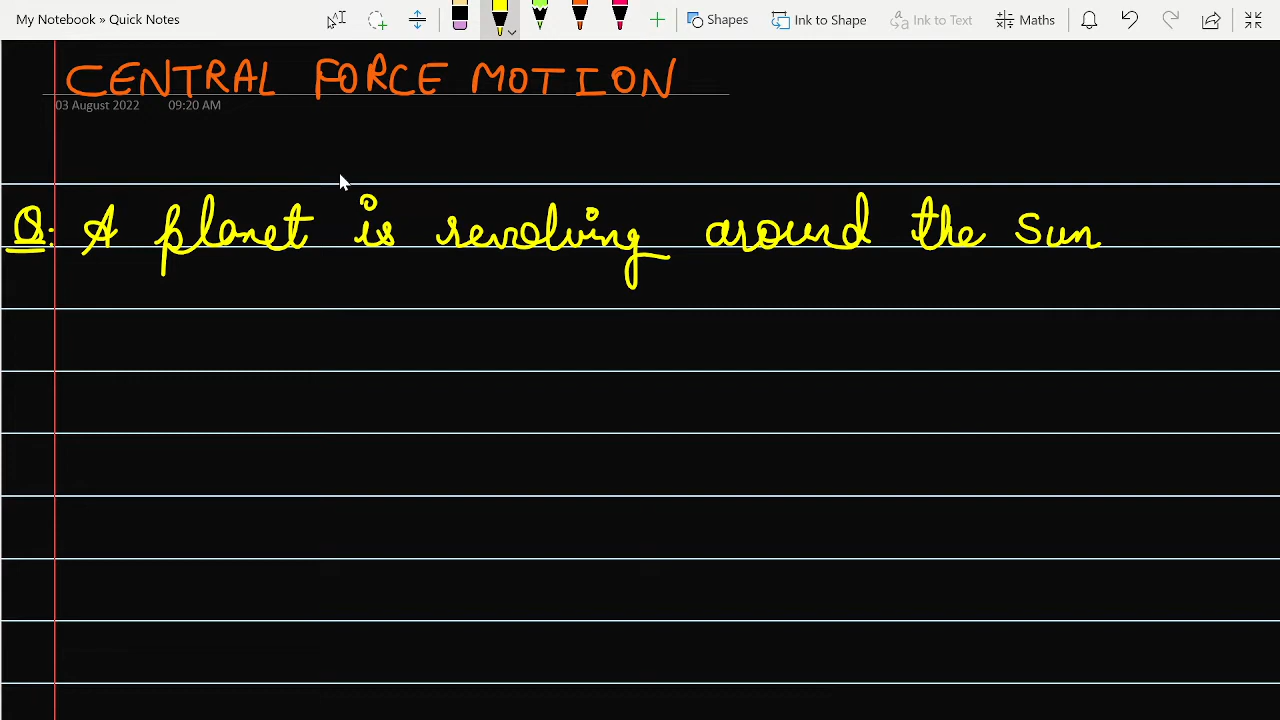 My Notebook » Quick Notes
Shapes
Ink to Shape
Ink to Text
Maths
CENTRAL FORCE MOTION
03 August 2022 09:20 AM
Q: A planet is revolving around the sun